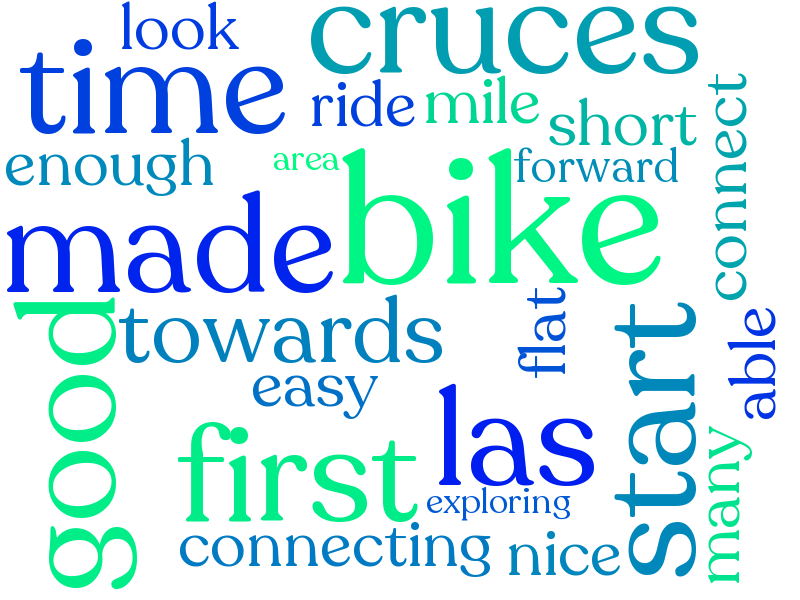 look
cruces
time
ride
mile
short
connect
enough
area
forward
bike
made
good
towards
flat
start
able
easy
las
first
many
exploring
connecting
nice